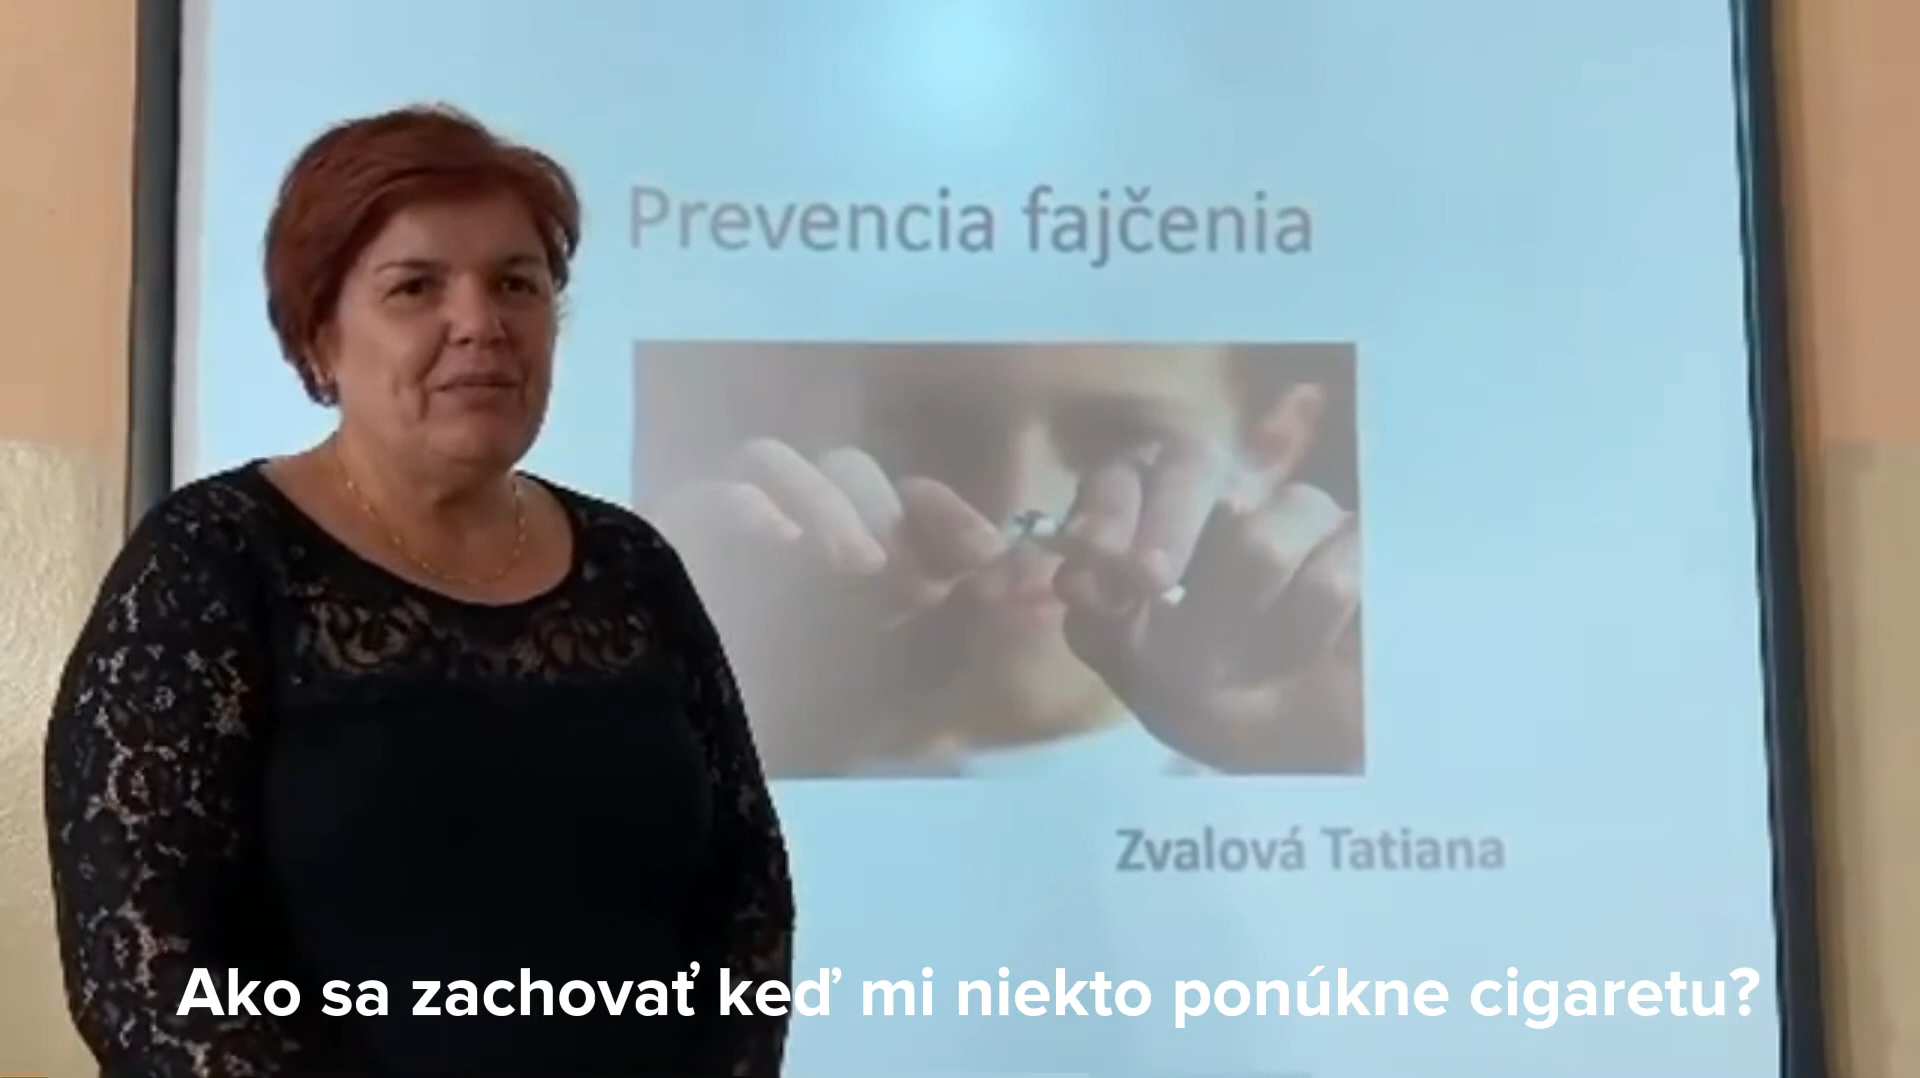 Prevencia fajčenia
Zvalová Tatiana
Ako sa zachovať keď mi niekto ponúkne cigaretu?